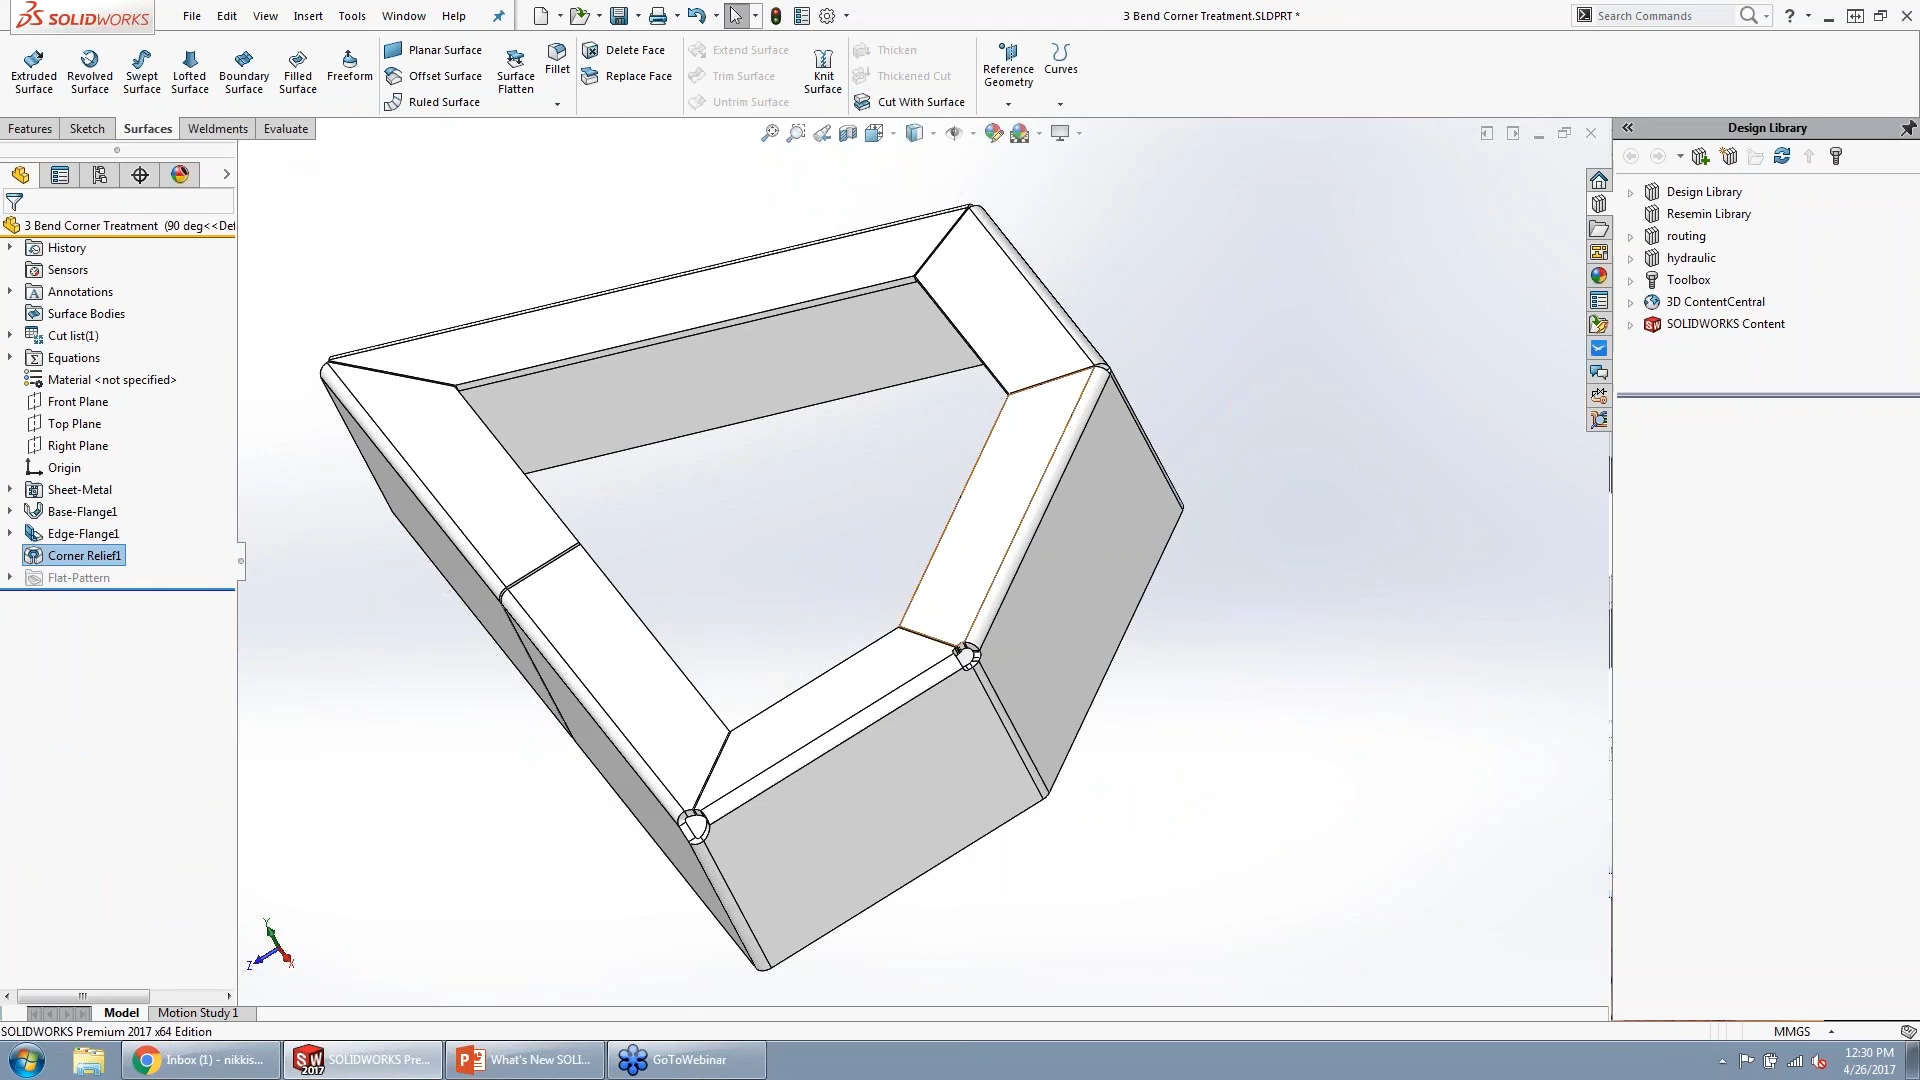 SOLIDWORKS
File Edit View Insert Tools Window Help
3 Bend Corner Treatment.SLDPRT *
Search Commands
?
Extruded Surface
Revolved Surface
Swept Surface
Lofted Surface
Boundary Surface
Filled Surface
Freeform
Planar Surface
Offset Surface
Ruled Surface
Surface Flatten
Fillet
Delete Face
Replace Face
Extend Surface
Trim Surface
Untrim Surface
Knit Surface
Thicken
Thickened Cut
Cut With Surface
Reference Geometry
Curves
Features Sketch Surfaces Weldments Evaluate
3 Bend Corner Treatment (90 deg<<Def
History
Sensors
Annotations
Surface Bodies
Cut list(1)
Equations
Material <not specified>
Front Plane
Top Plane
Right Plane
Origin
Sheet-Metal
Base-Flange1
Edge-Flange1
Corner Relief1
Flat-Pattern
Y
Z
X
Design Library
Design Library
Resemin Library
routing
hydraulic
Toolbox
3D ContentCentral
SOLIDWORKS Content
Model Motion Study 1
SOLIDWORKS Premium 2017 x64 Edition
MMGS
Inbox (1) - nikkis...
SW 2017
SOLIDWORKS Pre...
What's New SOLI...
GoToWebinar
12:30 PM
4/26/2017